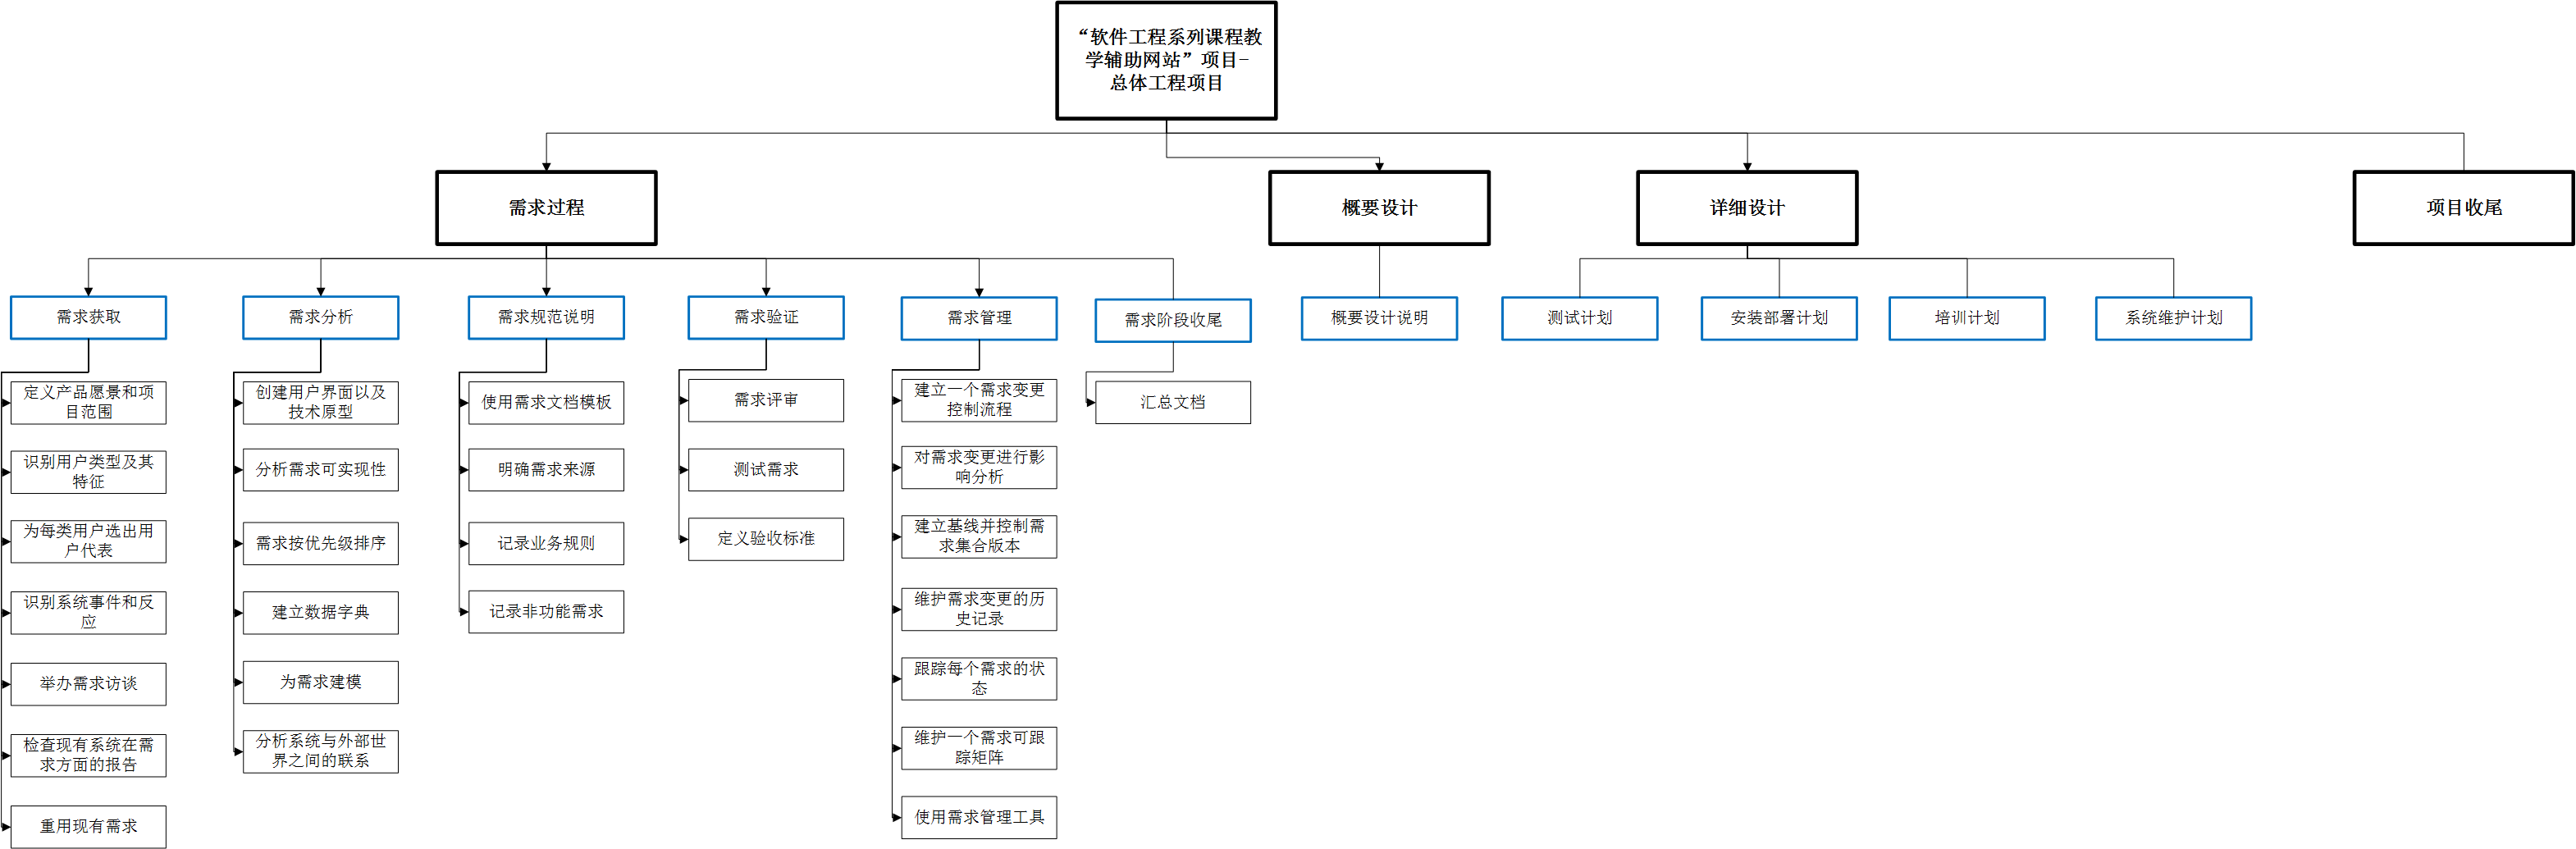 “软件工程系列课程教
学辅助网站”项目-
总体工程项目
需求过程
概要设计
详细设计
项目收尾
需求获取
需求分析
需求规范说明
需求验证
需求管理
需求阶段收尾
概要设计说明
测试计划
安装部署计划
培训计划
系统维护计划
定义产品愿景和项
目范围
识别用户类型及其
特征
为每类用户选出用
户代表
识别系统事件和反
应
举办需求访谈
检查现有系统在需
求方面的报告
重用现有需求
创建用户界面以及
技术原型
分析需求可实现性
需求按优先级排序
建立数据字典
为需求建模
分析系统与外部世
界之间的联系
使用需求文档模板
明确需求来源
记录业务规则
记录非功能需求
需求评审
测试需求
定义验收标准
建立一个需求变更
控制流程
对需求变更进行影
响分析
建立基线并控制需
求集合版本
维护需求变更的历
史记录
跟踪每个需求的状
态
维护一个需求可跟
踪矩阵
使用需求管理工具
汇总文档